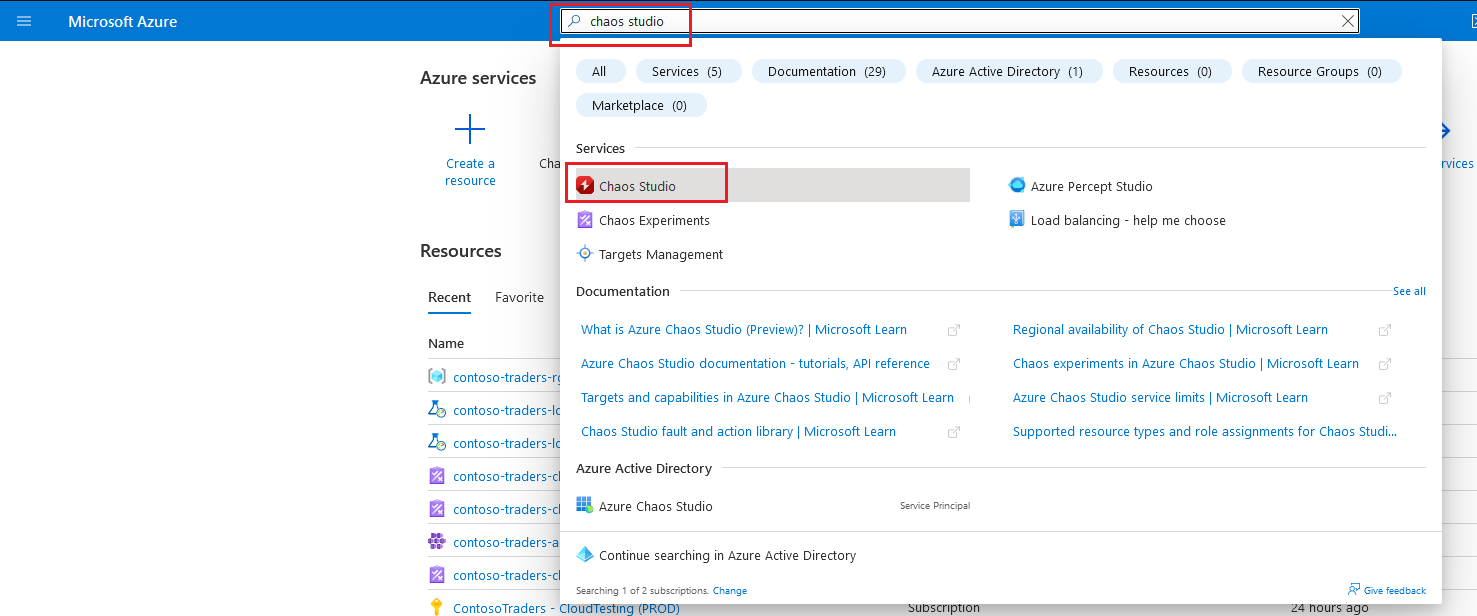 Microsoft Azure
chaos studio
Azure services
Create a
resource
Cha
rvices
Resources
Recent Favorite
Name
contoso-traders-rg
contoso-traders-lo
contoso-traders-lo
contoso-traders-cl
contoso-traders-cl
contoso-traders-a
contoso-traders-cl
ContosoTraders - CloudTesting (PROD) Subscription 24 hours ago
All Services (5) Documentation (29) Azure Active Directory (1) Resources (0) Resource Groups (0)
Marketplace (0)
Services
Chaos Studio Azure Percept Studio
Chaos Experiments Load balancing - help me choose
Targets Management
Documentation See all
What is Azure Chaos Studio (Preview)? | Microsoft Learn Regional availability of Chaos Studio | Microsoft Learn
Azure Chaos Studio documentation - tutorials, API reference Chaos experiments in Azure Chaos Studio | Microsoft Learn
Targets and capabilities in Azure Chaos Studio | Microsoft Learn Azure Chaos Studio service limits | Microsoft Learn
Chaos Studio fault and action library | Microsoft Learn Supported resource types and role assignments for Chaos Studi...
Azure Active Directory
Azure Chaos Studio Service Principal
Continue searching in Azure Active Directory
Searching 1 of 2 subscriptions. Change Give feedback